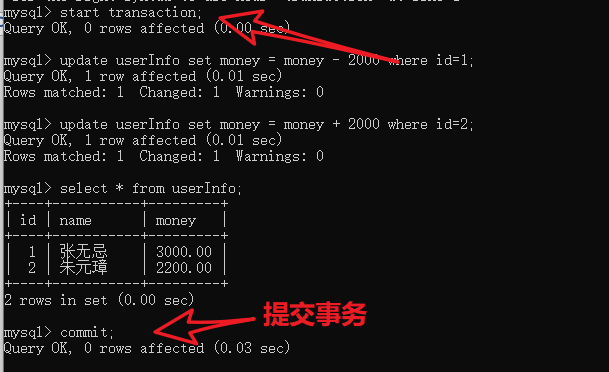 mysql> start transaction;
Query OK, 0 rows affected (0.00 sec)
mysql> update userInfo set money = money - 2000 where id=1;
Query OK, 1 row affected (0.01 sec)
Rows matched: 1  Changed: 1  Warnings: 0
mysql> update userInfo set money = money + 2000 where id=2;
Query OK, 1 row affected (0.01 sec)
Rows matched: 1  Changed: 1  Warnings: 0
mysql> select * from userInfo;
+----+-----------+---------+
| id | name      | money   |
+----+-----------+---------+
|  1 | 张无忌    | 3000.00 |
|  2 | 朱元璋    | 2200.00 |
+----+-----------+---------+
2 rows in set (0.00 sec)
提交事务
mysql> commit;
Query OK, 0 rows affected (0.03 sec)